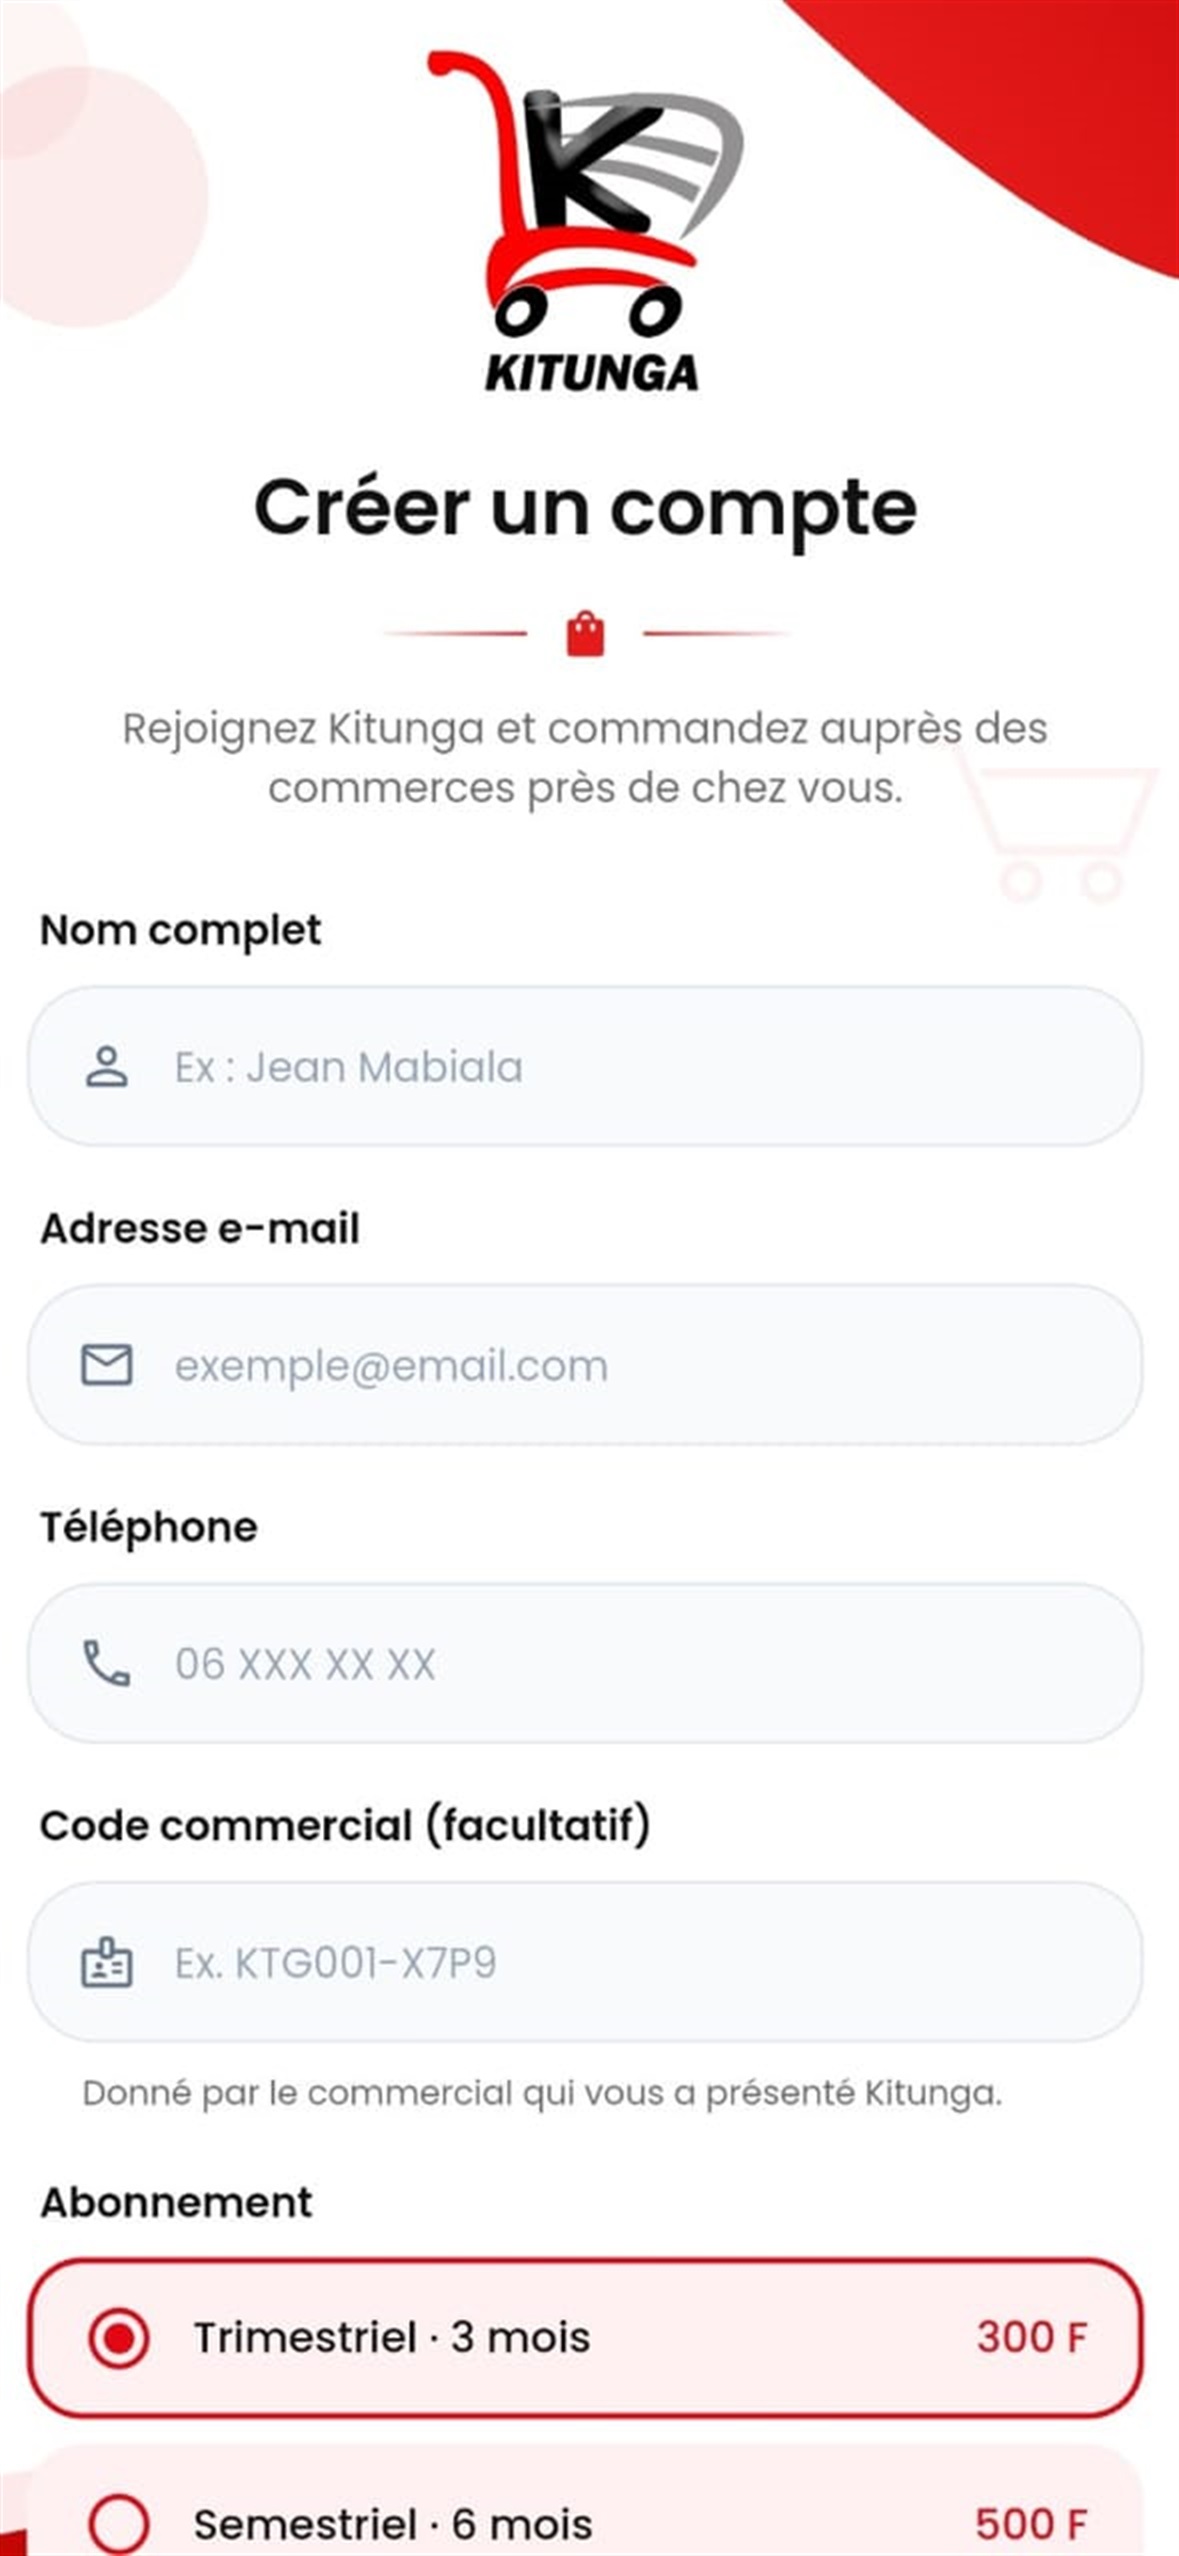 K
KITUNGA
Créer un compte
Rejoignez Kitunga et commandez auprès des
commerces près de chez vous.
Nom complet
Ex : Jean Mabiala
Adresse e-mail
exemple@email.com
Téléphone
06 XXX XX XX
Code commercial (facultatif)
Ex. KTG001-X7P9
Donné par le commercial qui vous a présenté Kitunga.
Abonnement
Trimestriel · 3 mois 300 F
Semestriel · 6 mois 500 F